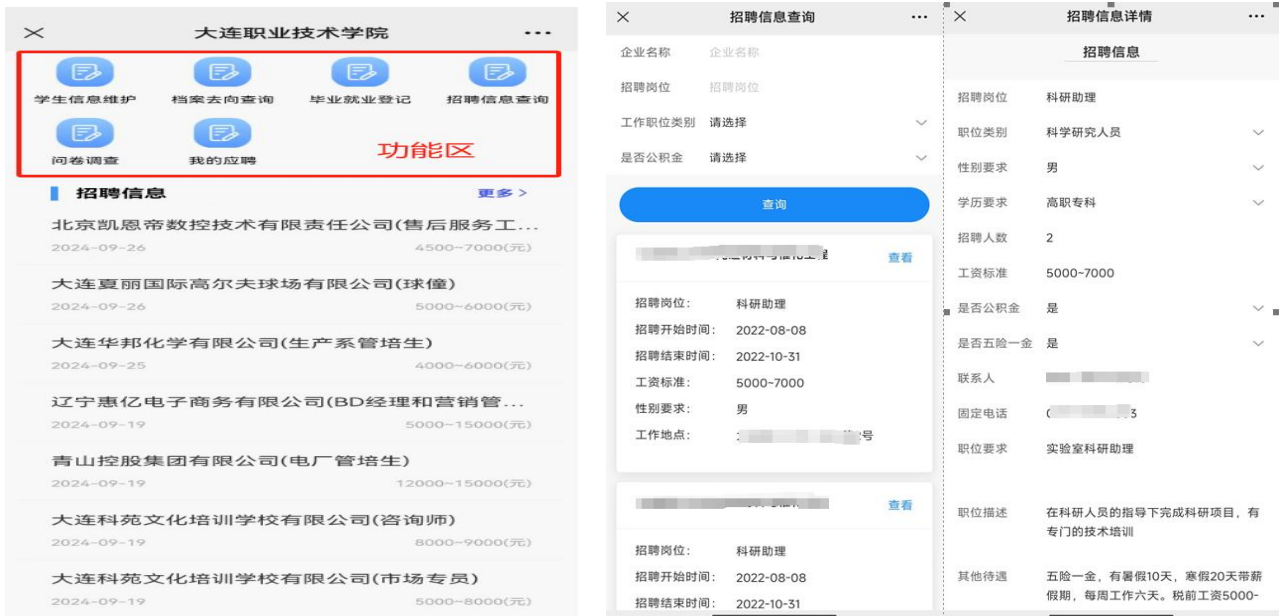 大连职业技术学院
学生信息维护 档案去向查询 毕业就业登记 招聘信息查询
问卷调查 我的应聘 功能区
招聘信息 更多>
北京凯恩帝数控技术有限责任公司(售后服务工...
2024-09-26 4500~7000(元)
大连夏丽国际高尔夫球场有限公司(球僮)
2024-09-26 5000~6000(元)
大连华邦化学有限公司(生产系管培生)
2024-09-25 4000~6000(元)
辽宁惠亿电子商务有限公司(BD经理和营销管...
2024-09-19 5000~15000(元)
青山控股集团有限公司(电厂管培生)
2024-09-19 12000~15000(元)
大连科苑文化培训学校有限公司(咨询师)
2024-09-19 8000~9000(元)
大连科苑文化培训学校有限公司(市场专员)
2024-09-19 5000~8000(元)
招聘信息查询
企业名称 企业名称
招聘岗位 招聘岗位
工作职位类别 请选择
是否公积金 请选择
查询
查看
招聘岗位: 科研助理
招聘开始时间: 2022-08-08
招聘结束时间: 2022-10-31
工资标准: 5000~7000
性别要求: 男
工作地点: 号
查看
招聘岗位: 科研助理
招聘开始时间: 2022-08-08
招聘结束时间: 2022-10-31
招聘信息详情
招聘信息
招聘岗位 科研助理
职位类别 科学研究人员
性别要求 男
学历要求 高职专科
招聘人数 2
工资标准 5000~7000
是否公积金 是
是否五险一金 是
联系人
固定电话 3
职位要求 实验室科研助理
职位描述 在科研人员的指导下完成科研项目，有
专门的技术培训
其他待遇 五险一金，有暑假10天，寒假20天带薪
假期，每周工作六天。税前工资5000-